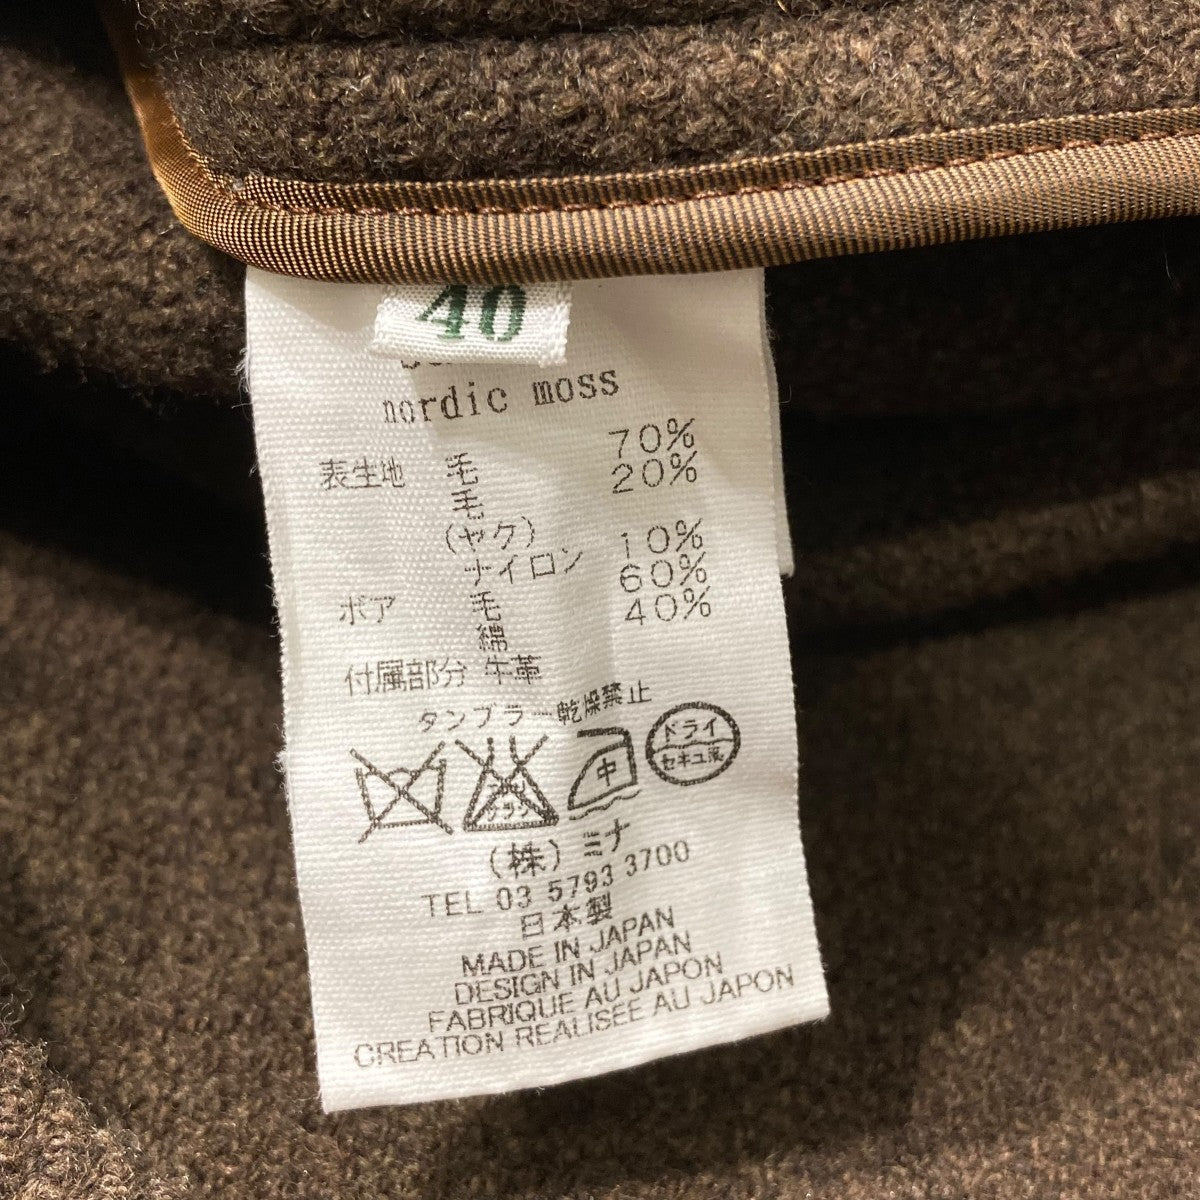 40
nordic moss
表生地 毛 70%
毛 20%
(ヤク)
ナイロン 10%
ボア 毛 60%
綿 40%
付属部分 牛革
タンブラー乾燥禁止
中
ドライ
セキユ系
(株)ミナ
TEL 03 5793 3700
日本製
MADE IN JAPAN
DESIGN IN JAPAN
FABRIQUE AU JAPON
CREATION REALISÉE AU JAPON